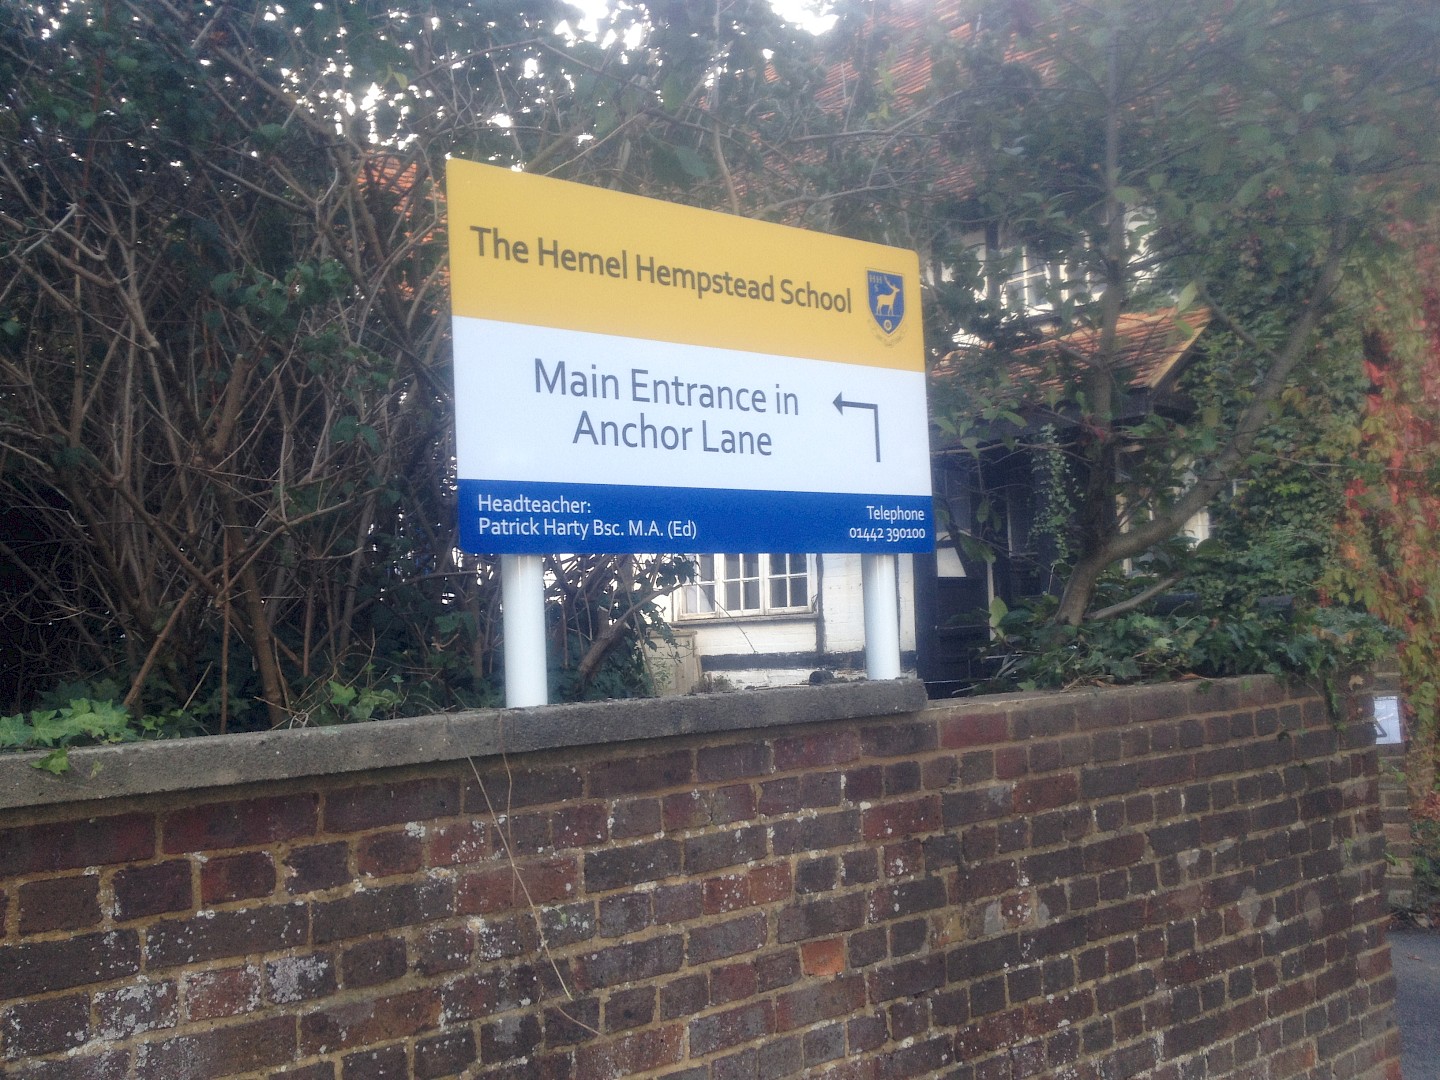 The Hemel Hempstead School
Main Entrance in
Anchor Lane
Headteacher:
Patrick Harty Bsc. M.A. (Ed)
Telephone
01442 390100